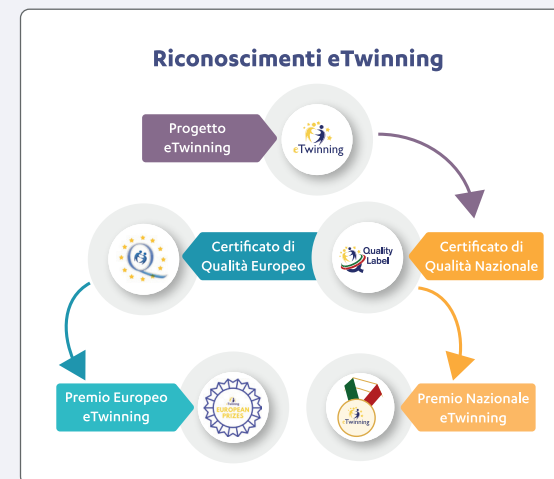 Riconoscimenti eTwinning
Progetto
eTwinning
eTwinning
Certificato di
Qualità Europeo
Quality
Label
Certificato di
Qualità Nazionale
Premio Europeo
eTwinning
eTwinning
EUROPEAN
PRIZES
eTwinning
Premio Nazionale
eTwinning